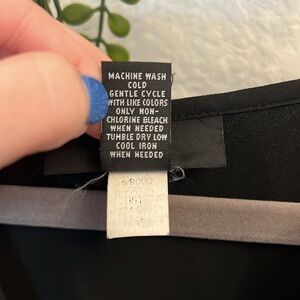 MACHINE WASH
COLD
GENTLE CYCLE
WITH LIKE COLORS
ONLY NON-
CHLORINE BLEACH
WHEN NEEDED
TUMBLE DRY LOW
COOL IRON
WHEN NEEDED